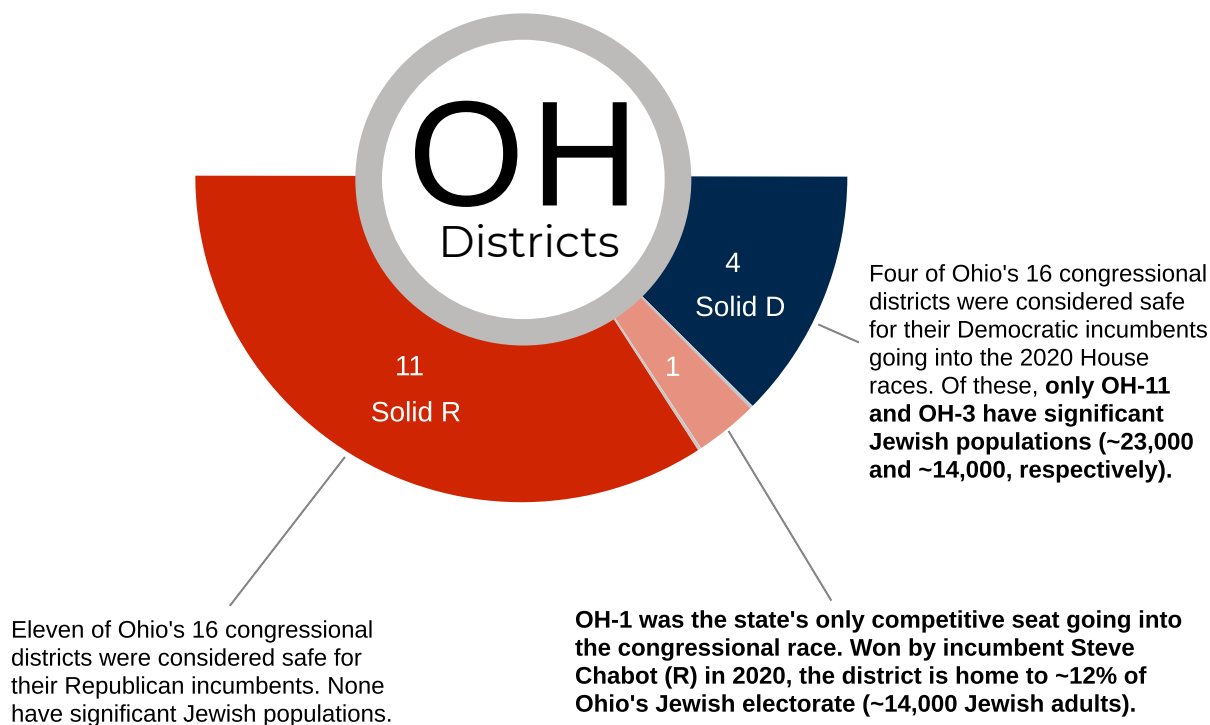 OH
Districts
4
Solid D
11
Solid R
1
Four of Ohio's 16 congressional
districts were considered safe
for their Democratic incumbents
going into the 2020 House
races. Of these, only OH-11
and OH-3 have significant
Jewish populations (~23,000
and ~14,000, respectively).
Eleven of Ohio's 16 congressional
districts were considered safe for
their Republican incumbents. None
have significant Jewish populations.
OH-1 was the state's only competitive seat going into
the congressional race. Won by incumbent Steve
Chabot (R) in 2020, the district is home to ~12% of
Ohio's Jewish electorate (~14,000 Jewish adults).